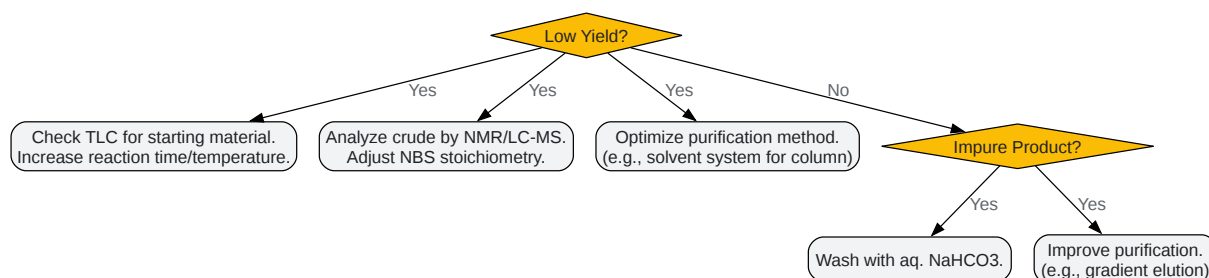 Low Yield?
Yes
Yes
Yes
No
Check TLC for starting material.
Increase reaction time/temperature.
Analyze crude by NMR/LC-MS.
Adjust NBS stoichiometry.
Optimize purification method.
(e.g., solvent system for column)
Impure Product?
Yes
Yes
Wash with aq. NaHCO3.
Improve purification.
(e.g., gradient elution)